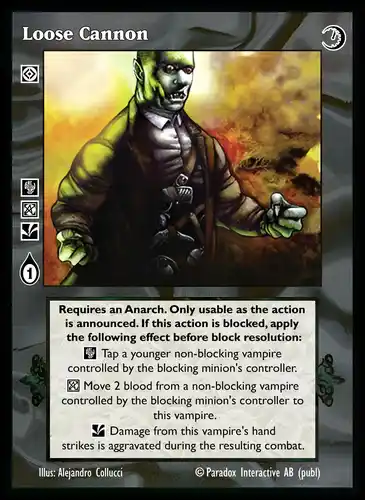 Loose Cannon
1
Requires an Anarch. Only usable as the action
is announced. If this action is blocked, apply
the following effect before block resolution:
Tap a younger non-blocking vampire
controlled by the blocking minion's controller.
Move 2 blood from a non-blocking vampire
controlled by the blocking minion's controller to
this vampire.
Damage from this vampire's hand
strikes is aggravated during the resulting combat.
Illus: Alejandro Collucci © Paradox Interactive AB (publ)